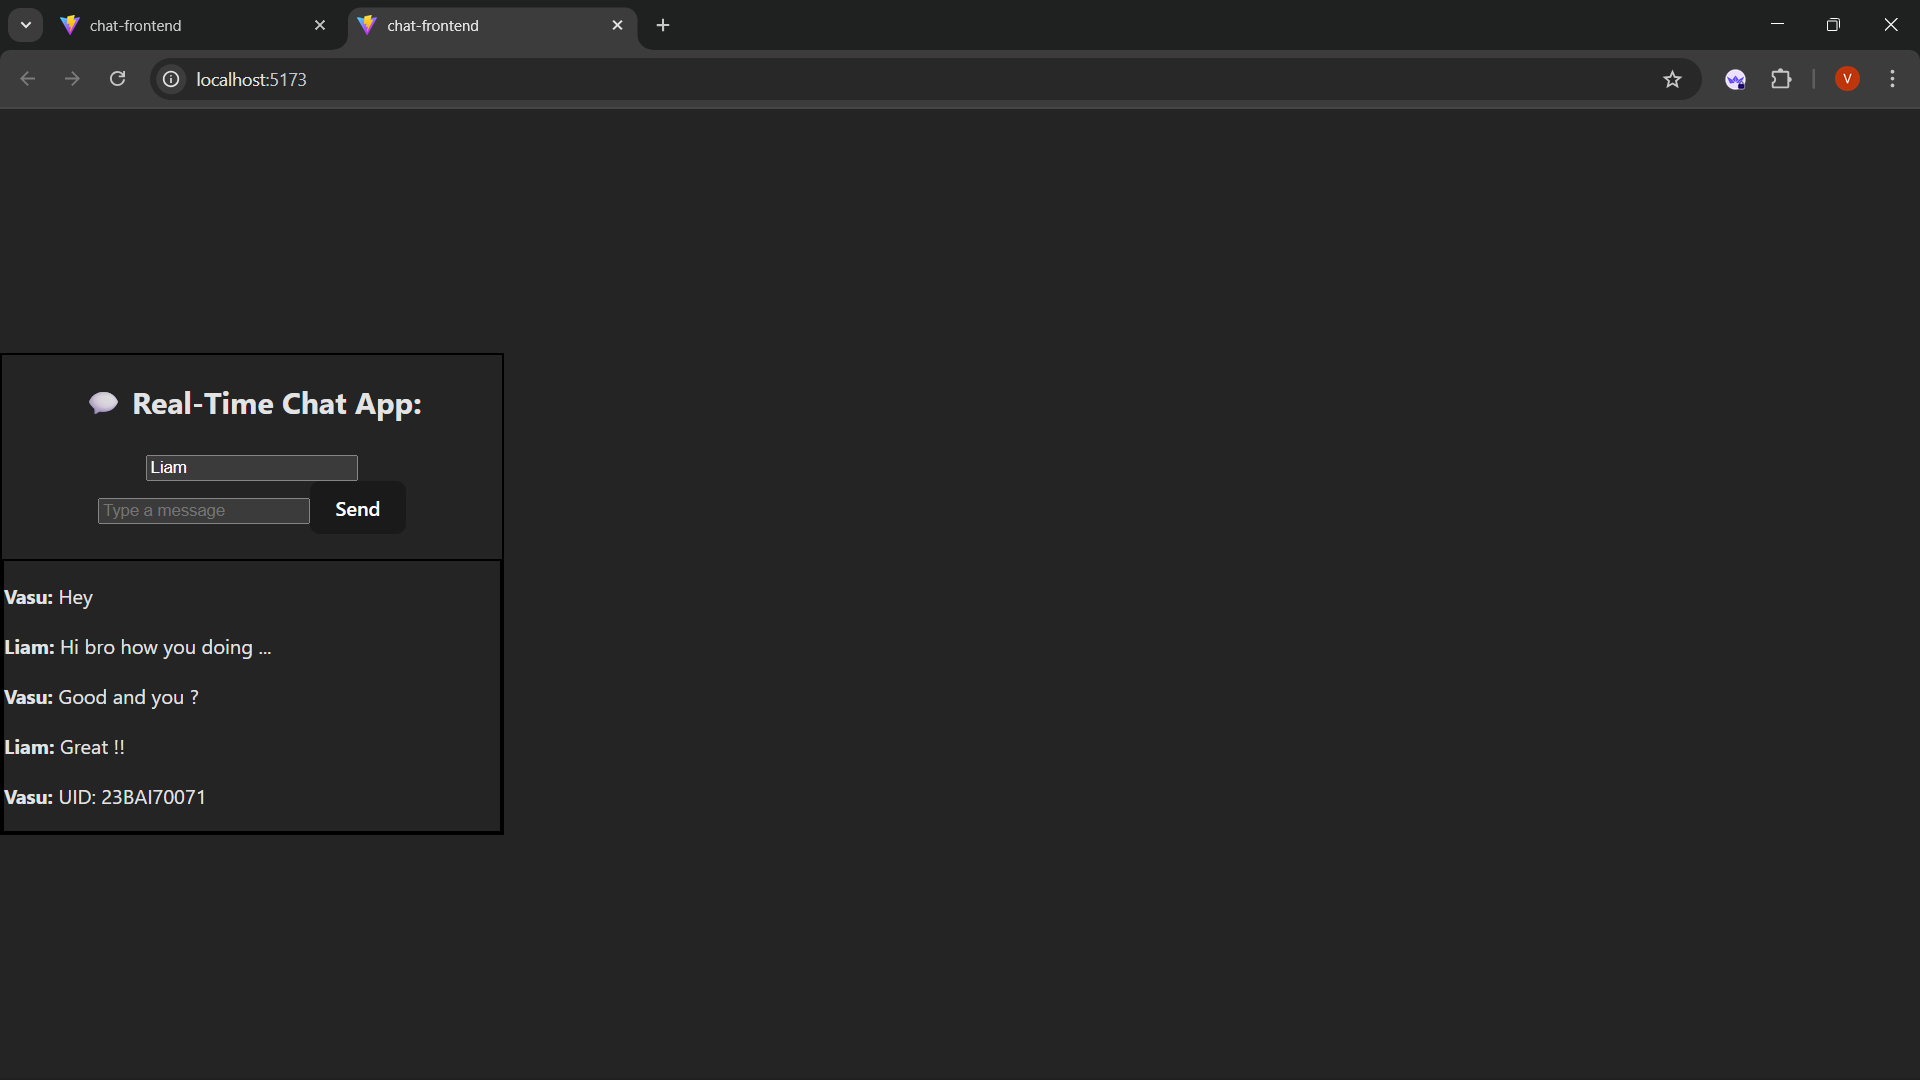 chat-frontend
chat-frontend
localhost:5173
V
💬 Real-Time Chat App:
Liam
Type a message
Send
Vasu: Hey
Liam: Hi bro how you doing ...
Vasu: Good and you ?
Liam: Great !!
Vasu: UID: 23BAI70071